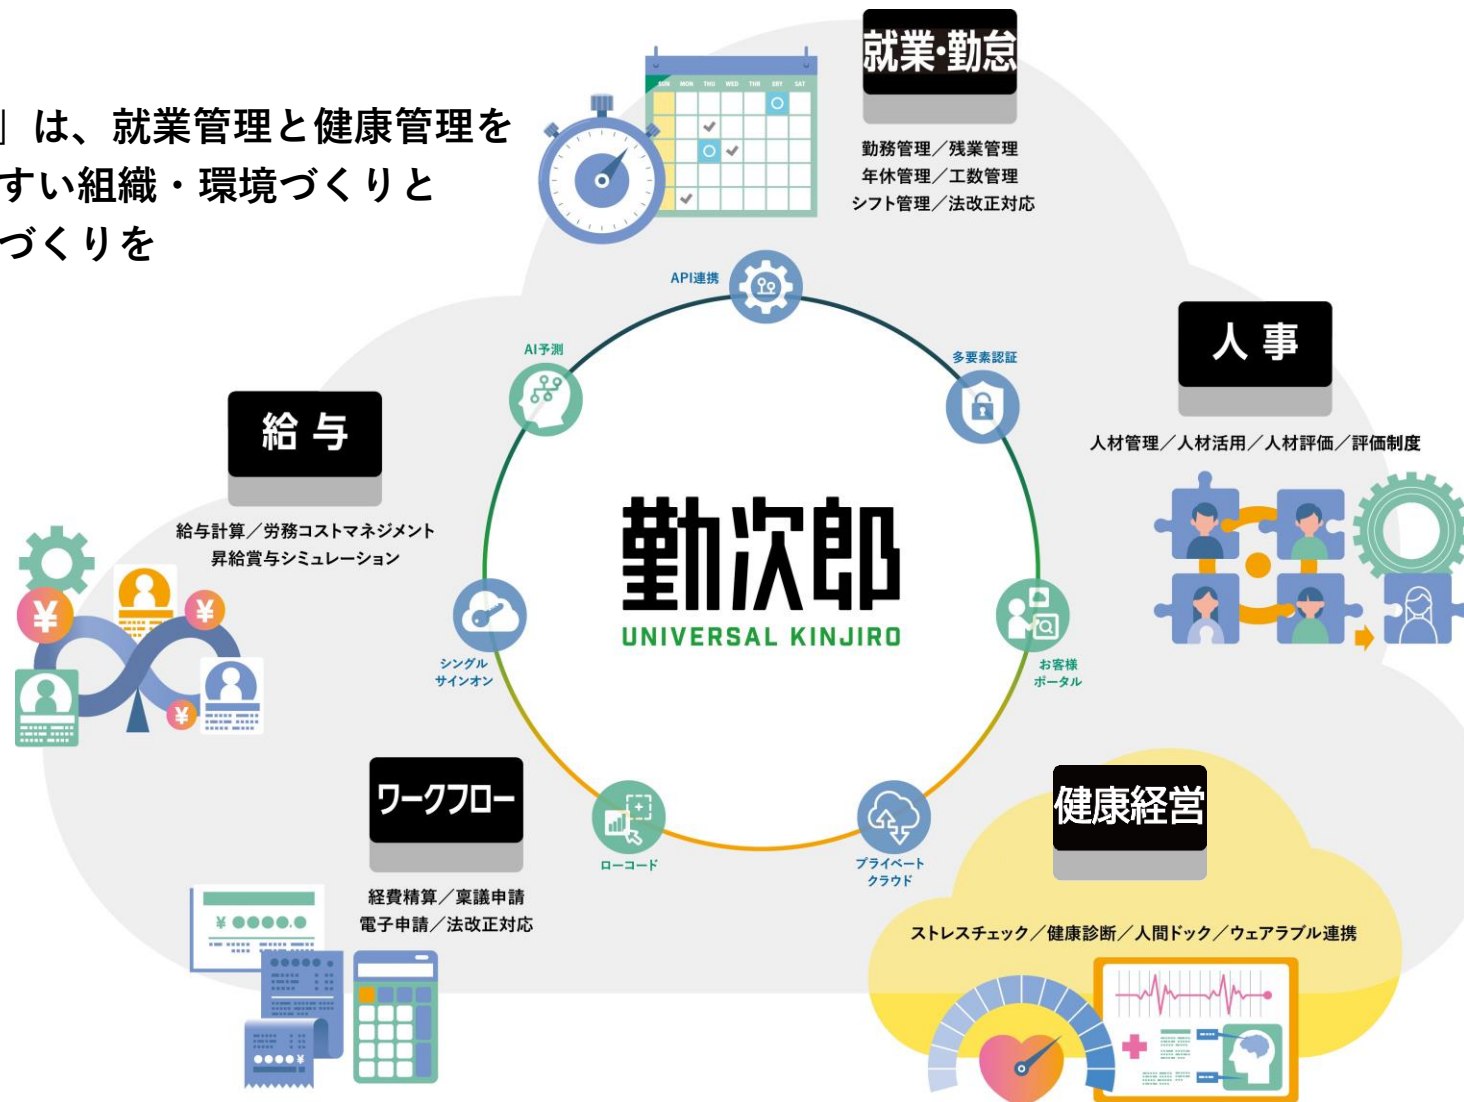 」は、就業管理と健康管理を
すい組織・環境づくりと
づくりを
就業・勤怠
勤務管理／残業管理
年休管理／工数管理
シフト管理／法改正対応
SUN MON THU WED THU FRY SAT
API連携
AI予測
多要素認証
人事
人材管理／人材活用／人材評価／評価制度
給与
給与計算／労務コストマネジメント
昇給賞与シミュレーション
勤次郎
UNIVERSAL KINJIRO
シングル
サインオン
お客様
ポータル
ワークフロー
経費精算／稟議申請
電子申請／法改正対応
ローコード
プライベート
クラウド
健康経営
ストレスチェック／健康診断／人間ドック／ウェアラブル連携
¥
¥
¥
¥
¥